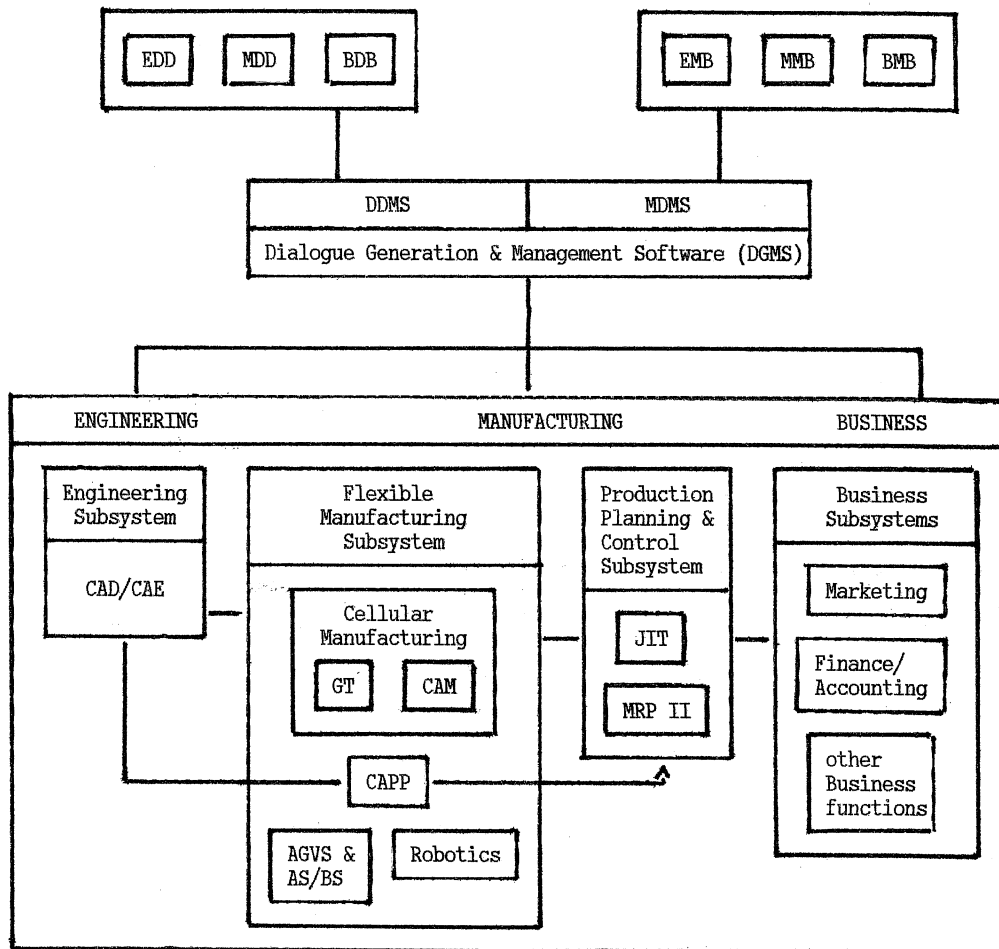 EDD MDD BDB
EMB MMB BMB
DDMS MDMS
Dialogue Generation & Management Software (DGMS)
ENGINEERING MANUFACTURING BUSINESS
Engineering
Subsystem
CAD/CAE
Flexible
Manufacturing
Subsystem
Cellular
Manufacturing
GT CAM
CAPP
AGVS &
AS/BS
Robotics
Production
Planning &
Control
Subsystem
JIT
MRP II
Business
Subsystems
Marketing
Finance/
Accounting
other
Business
functions